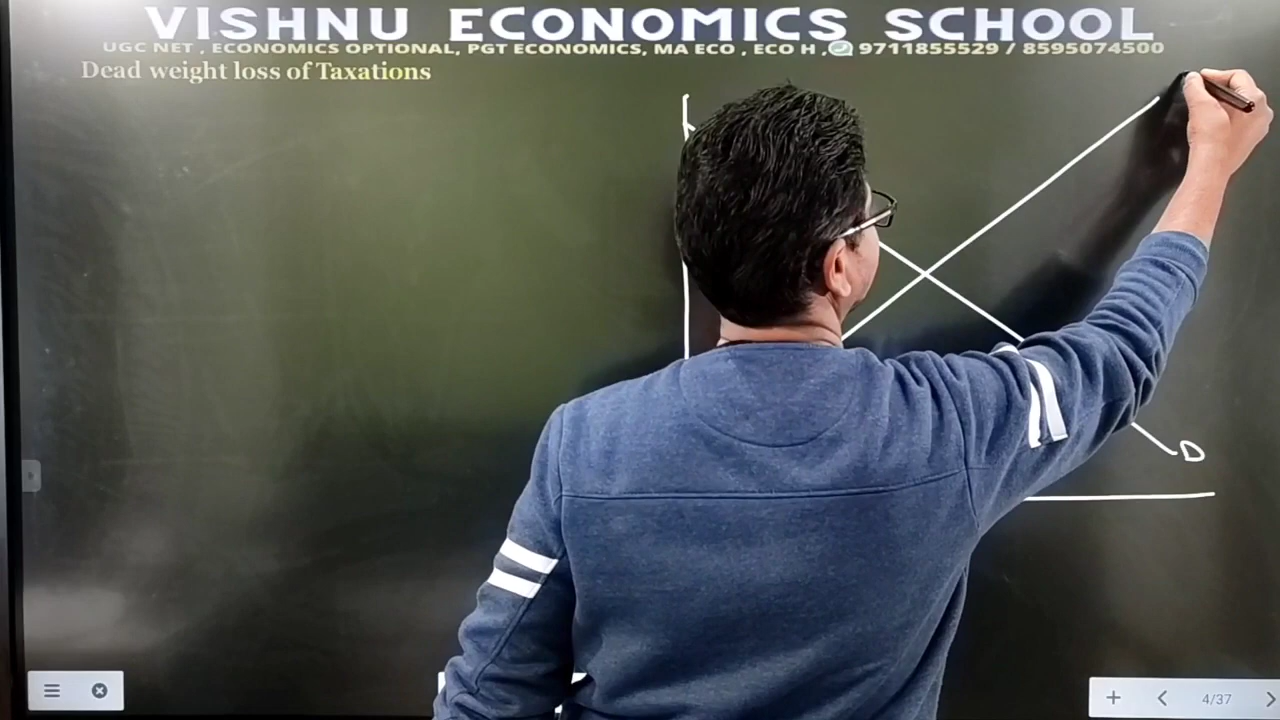 VISHNU ECONOMICS SCHOOL
UGC NET , ECONOMICS OPTIONAL, PGT ECONOMICS, MA ECO , ECO H , 9711855529 / 8595074500
Dead weight loss of Taxations
D
4/37